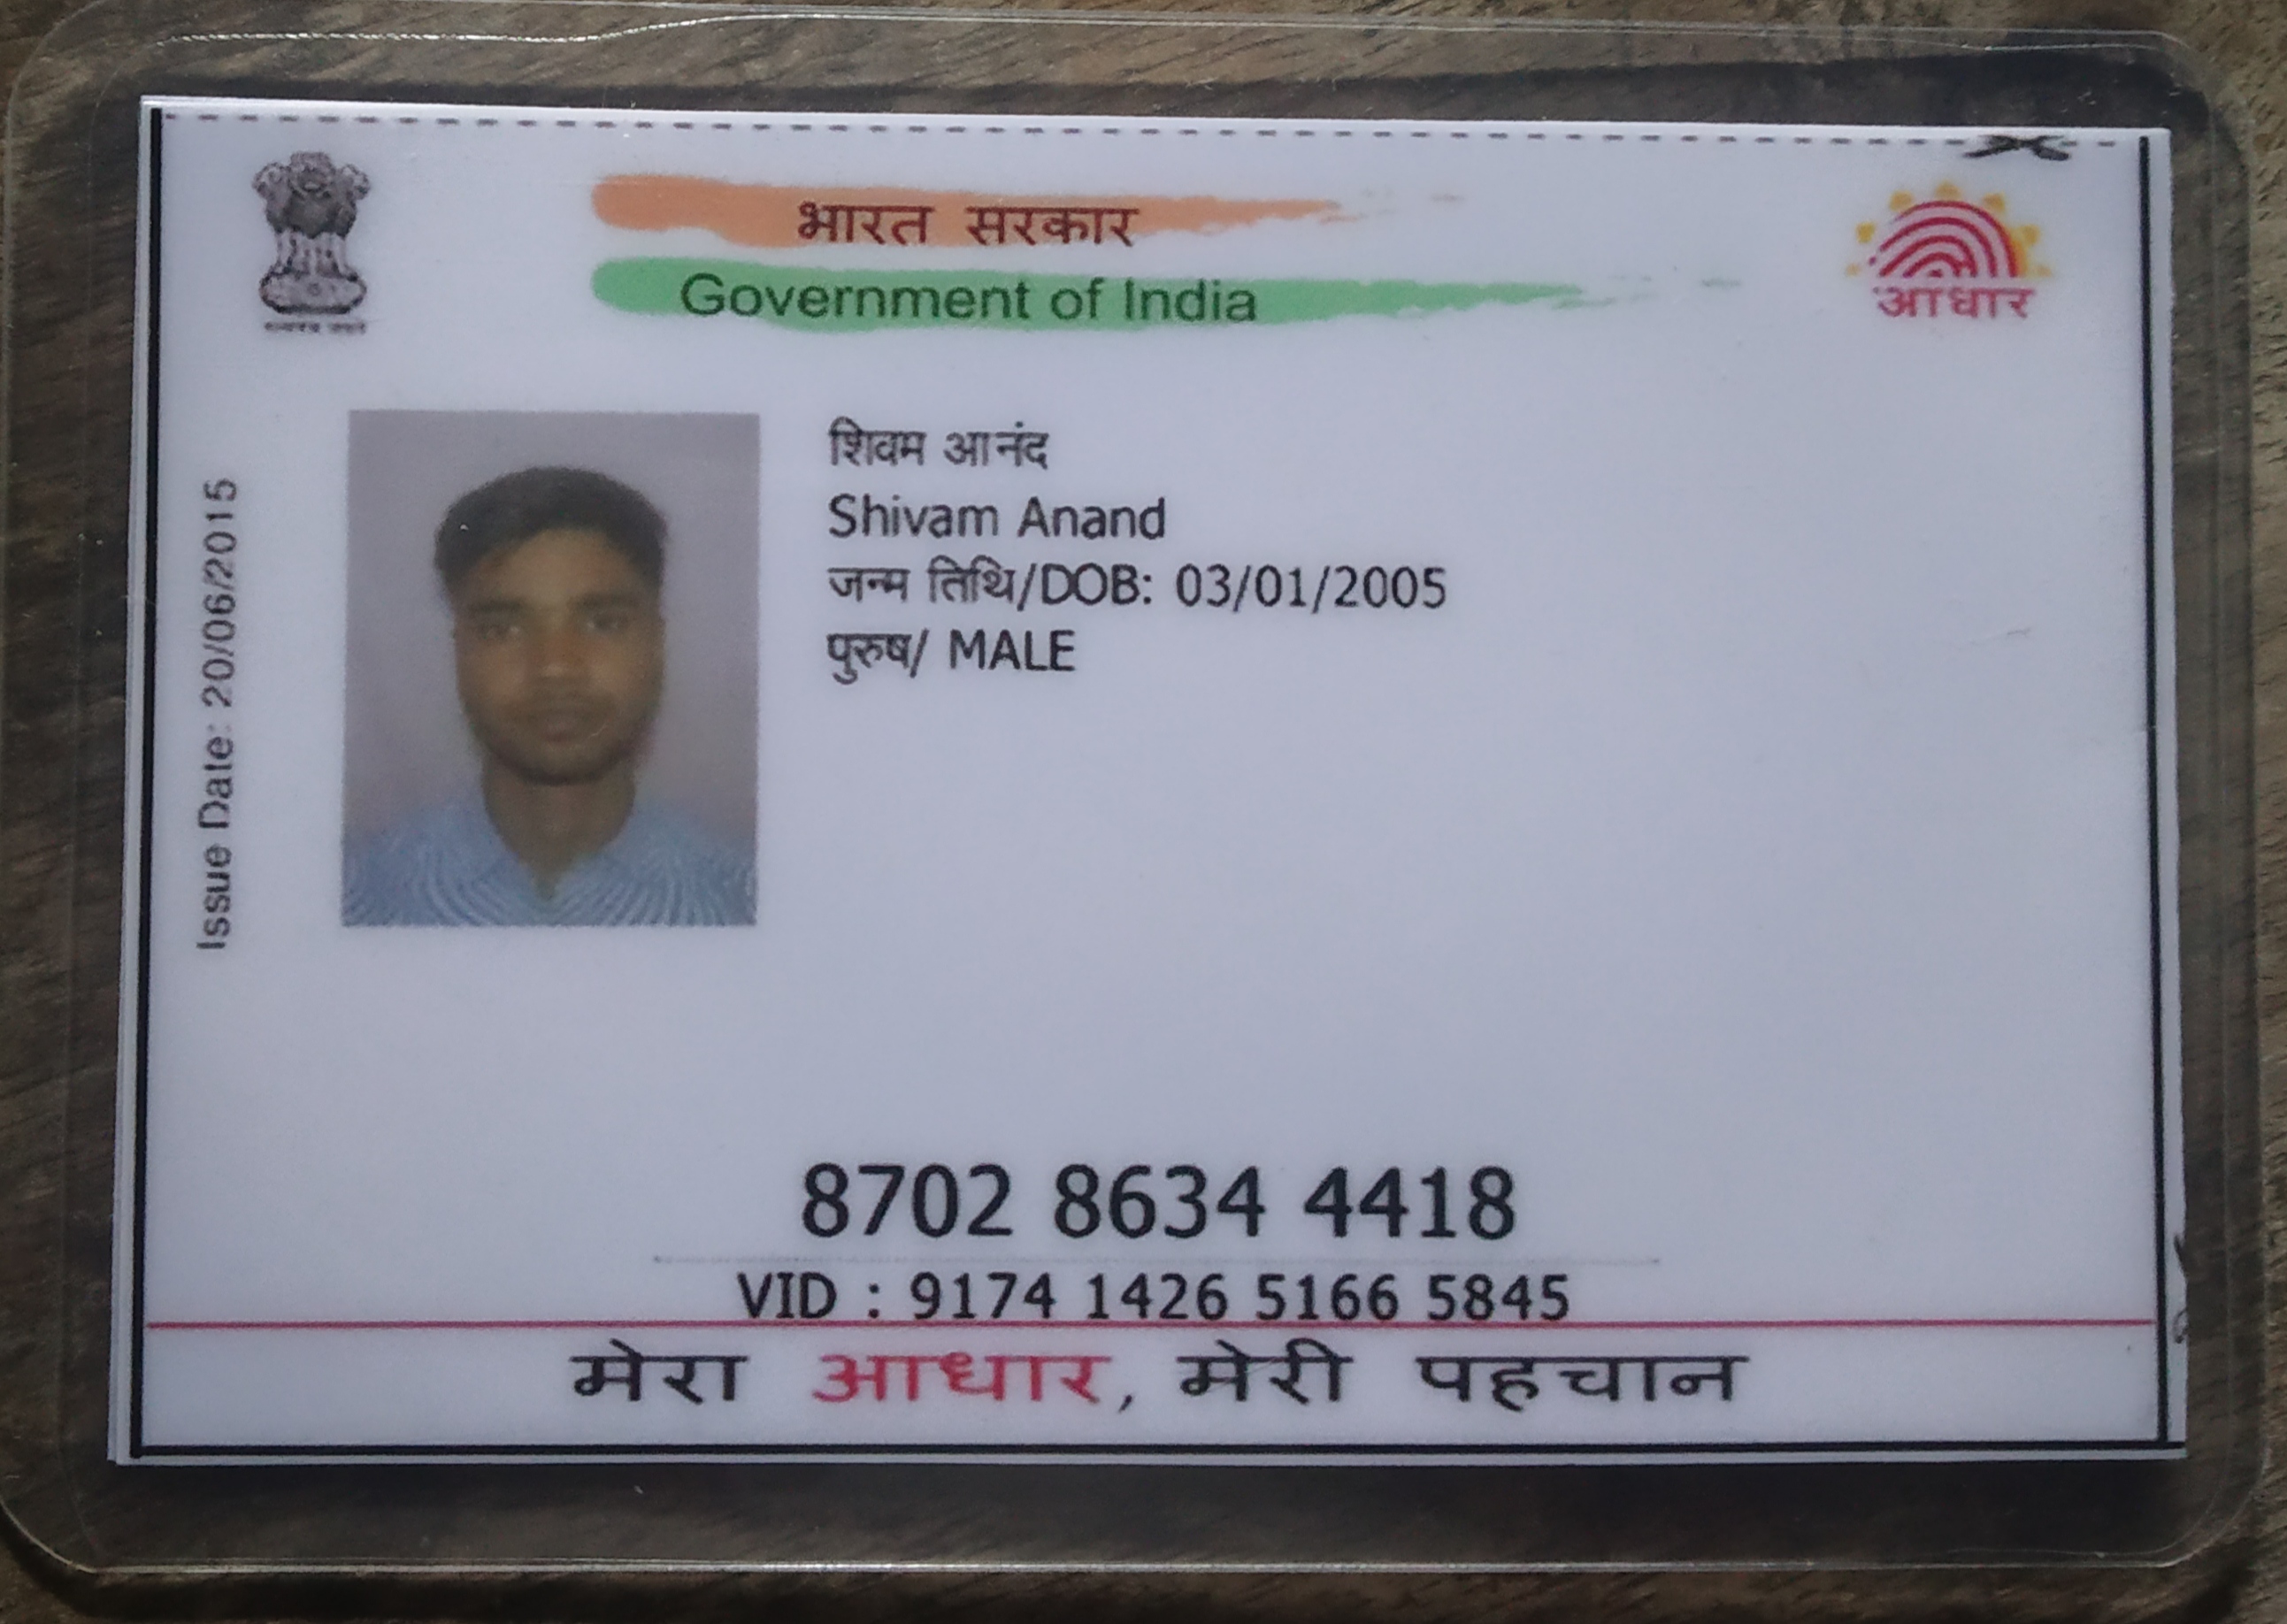 भारत सरकार
Government of India
आधार
Issue Date: 20/06/2015
शिवम आनंद
Shivam Anand
जन्म तिथि/DOB: 03/01/2005
पुरुष/ MALE
8702 8634 4418
VID : 9174 1426 5166 5845
मेरा आधार, मेरी पहचान